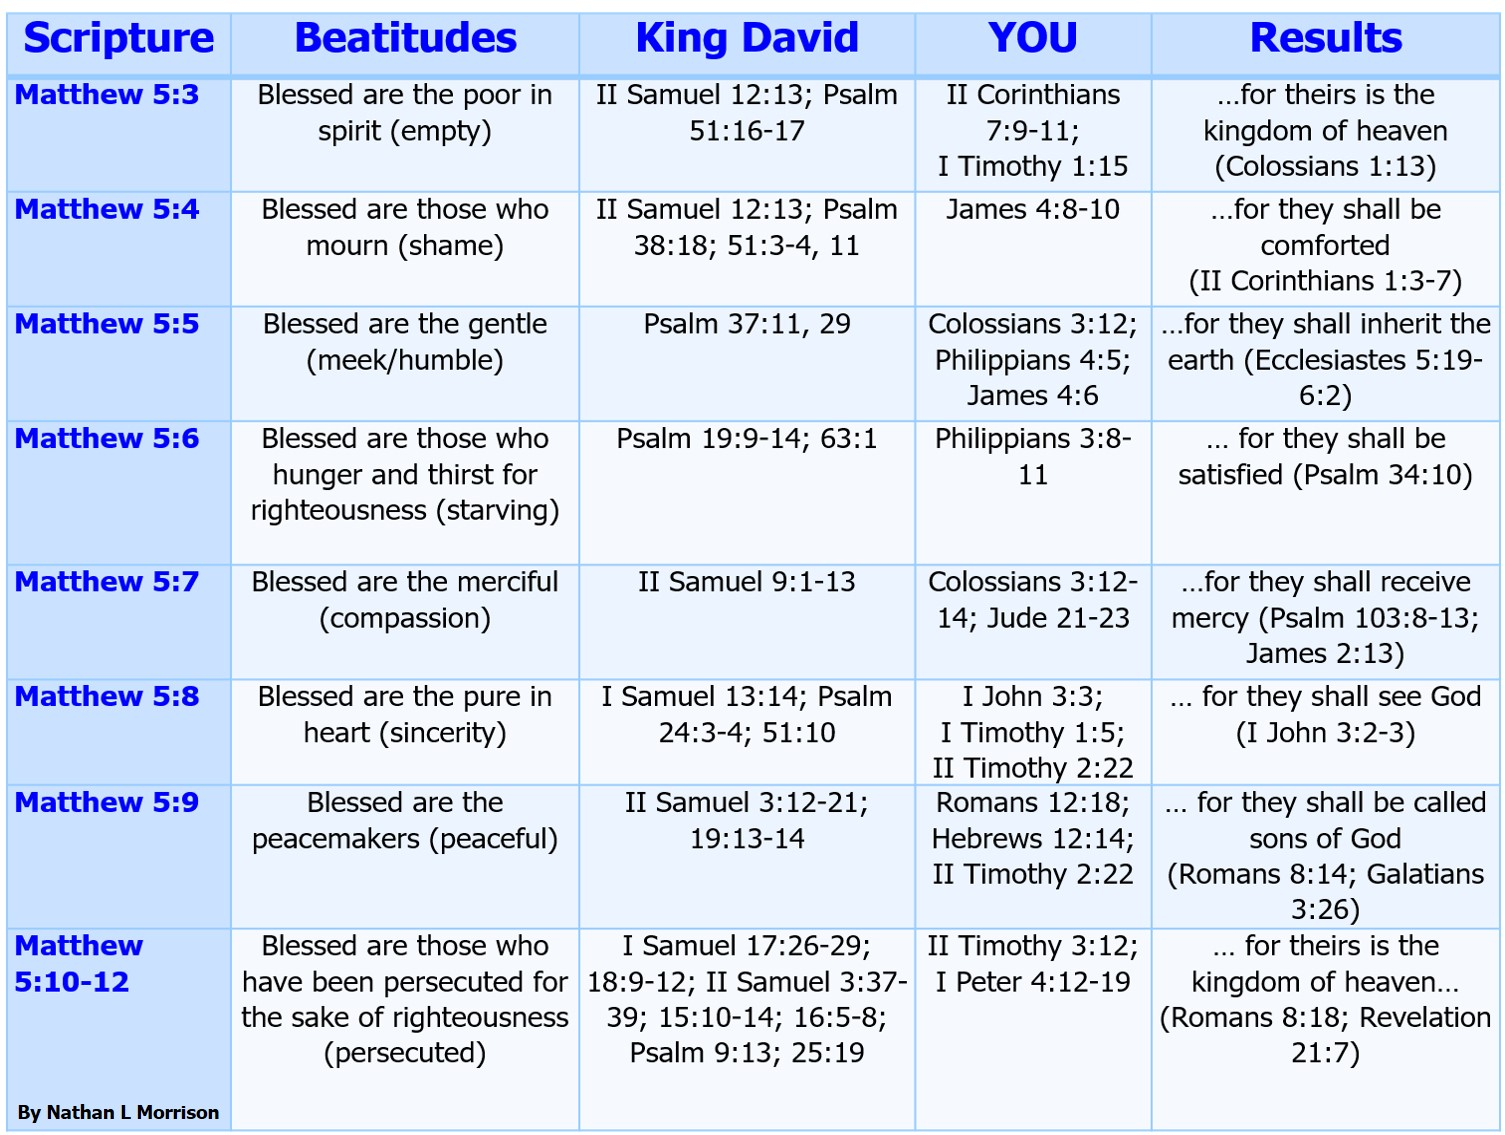 Scripture
Beatitudes
King David
YOU
Results
Matthew 5:3
Blessed are the poor in
spirit (empty)
II Samuel 12:13; Psalm
51:16-17
II Corinthians
7:9-11;
I Timothy 1:15
…for theirs is the
kingdom of heaven
(Colossians 1:13)
Matthew 5:4
Blessed are those who
mourn (shame)
II Samuel 12:13; Psalm
38:18; 51:3-4, 11
James 4:8-10
…for they shall be
comforted
(II Corinthians 1:3-7)
Matthew 5:5
Blessed are the gentle
(meek/humble)
Psalm 37:11, 29
Colossians 3:12;
Philippians 4:5;
James 4:6
…for they shall inherit the
earth (Ecclesiastes 5:19-
6:2)
Matthew 5:6
Blessed are those who
hunger and thirst for
righteousness (starving)
Psalm 19:9-14; 63:1
Philippians 3:8-
11
… for they shall be
satisfied (Psalm 34:10)
Matthew 5:7
Blessed are the merciful
(compassion)
II Samuel 9:1-13
Colossians 3:12-
14; Jude 21-23
…for they shall receive
mercy (Psalm 103:8-13;
James 2:13)
Matthew 5:8
Blessed are the pure in
heart (sincerity)
I Samuel 13:14; Psalm
24:3-4; 51:10
I John 3:3;
I Timothy 1:5;
II Timothy 2:22
… for they shall see God
(I John 3:2-3)
Matthew 5:9
Blessed are the
peacemakers (peaceful)
II Samuel 3:12-21;
19:13-14
Romans 12:18;
Hebrews 12:14;
II Timothy 2:22
… for they shall be called
sons of God
(Romans 8:14; Galatians
3:26)
Matthew
5:10-12
Blessed are those who
have been persecuted for
the sake of righteousness
(persecuted)
I Samuel 17:26-29;
18:9-12; II Samuel 3:37-
39; 15:10-14; 16:5-8;
Psalm 9:13; 25:19
II Timothy 3:12;
I Peter 4:12-19
… for theirs is the
kingdom of heaven…
(Romans 8:18; Revelation
21:7)
By Nathan L Morrison